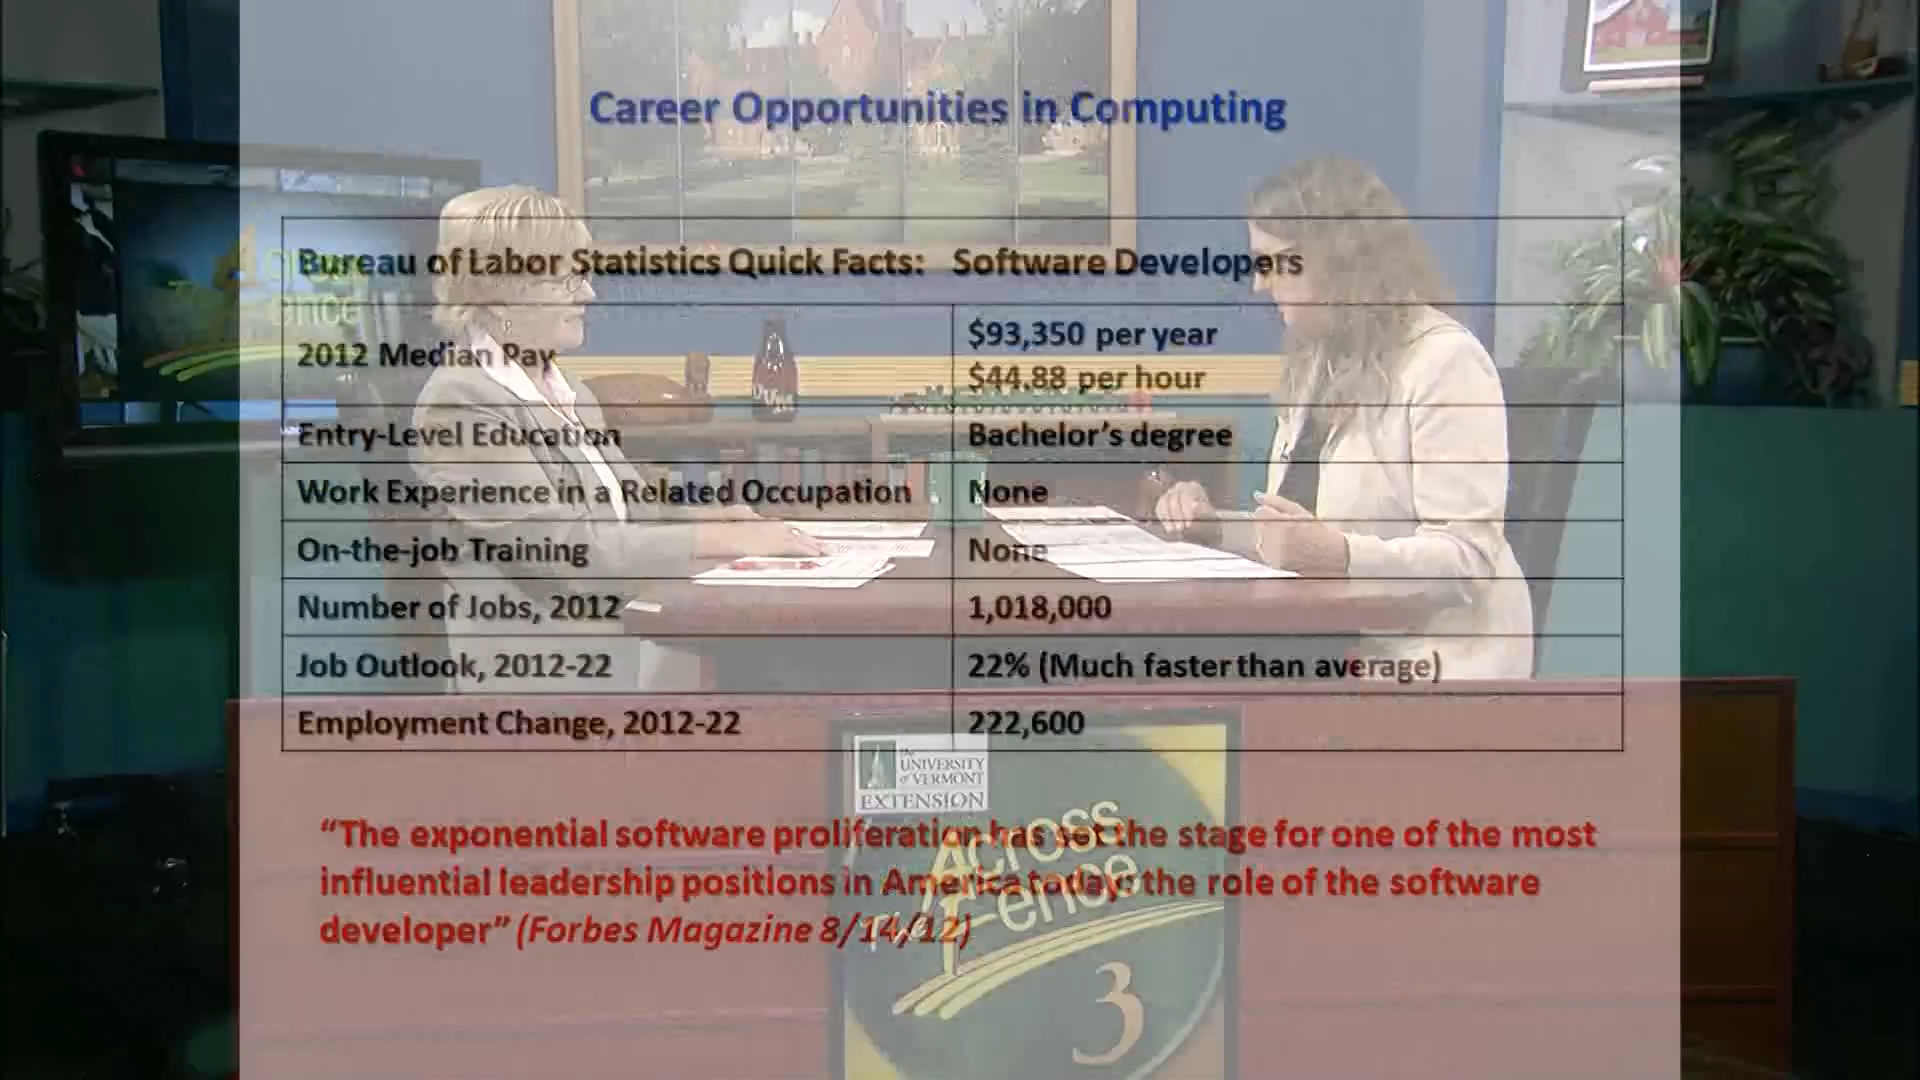 Career Opportunities in Computing
Bureau of Labor Statistics Quick Facts: Software Developers
2012 Median Pay
$93,350 per year
$44.88 per hour
Entry-Level Education
Bachelor's degree
Work Experience in a Related Occupation
None
On-the-job Training
None
Number of Jobs, 2012
1,018,000
Job Outlook, 2012-22
22% (Much faster than average)
Employment Change, 2012-22
222,600
The
UNIVERSITY
of VERMONT
EXTENSION
“The exponential software proliferation has set the stage for one of the most
influential leadership positions in America today: the role of the software
developer” (Forbes Magazine 8/14/12)
Across
The Fence
3